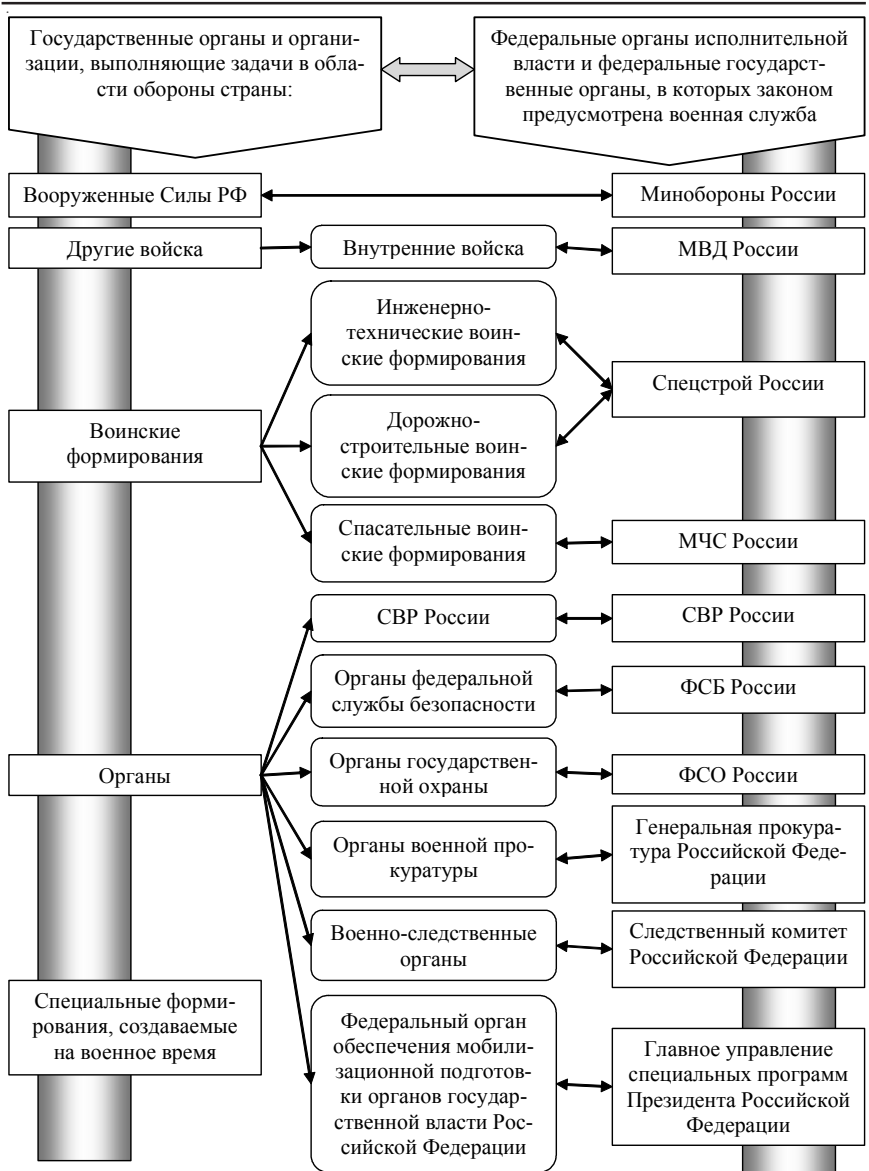 Государственные органы и органи-
зации, выполняющие задачи в обла-
сти обороны страны:
Федеральные органы исполнительной
власти и федеральные государст-
венные органы, в которых законом
предусмотрена военная служба
Вооруженные Силы РФ
Минобороны России
Другие войска
Внутренние войска
МВД России
Инженерно-
технические воин-
ские формирования
Спецстрой России
Воинские
формирования
Дорожно-
строительные воин-
ские формирования
Спасательные воин-
ские формирования
МЧС России
СВР России
СВР России
Органы федеральной
службы безопасности
ФСБ России
Органы
Органы государствен-
ной охраны
ФСО России
Органы военной про-
куратуры
Генеральная прокура-
тура Российской Феде-
рации
Военно-следственные
органы
Следственный комитет
Российской Федерации
Специальные форми-
рования, создаваемые
на военное время
Федеральный орган
обеспечения мобили-
зационной подготов-
ки органов государ-
ственной власти Рос-
сийской Федерации
Главное управление
специальных программ
Президента Российской
Федерации